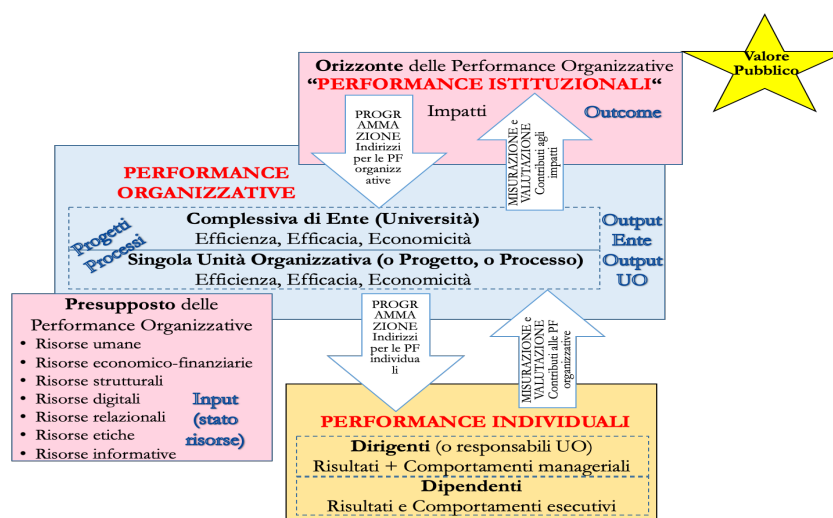 Valore
Pubblico
Orizzonte delle Performance Organizzative
“PERFORMANCE ISTITUZIONALI“
Impatti
Outcome
PROGR
AMMA
ZIONE
Indirizzi
per le PF
organizz
ative
MISURAZIONE e
VALUTAZIONE
Contributi agli
impatti
PERFORMANCE
ORGANIZZATIVE
Progetti
Processi
Complessiva di Ente (Università)
Efficienza, Efficacia, Economicità
Singola Unità Organizzativa (o Progetto, o Processo)
Efficienza, Efficacia, Economicità
Output
Ente
Output
UO
Presupposto delle
Performance Organizzative
• Risorse umane
• Risorse economico-finanziarie
• Risorse strutturali
• Risorse digitali
• Risorse relazionali
• Risorse etiche
• Risorse informative
Input
(stato
risorse)
PROGR
AMMA
ZIONE
Indirizzi
per le PF
individua
li
MISURAZIONE e
VALUTAZIONE
Contributi alle PF
organizzative
PERFORMANCE INDIVIDUALI
Dirigenti (o responsabili UO)
Risultati + Comportamenti manageriali
Dipendenti
Risultati e Comportamenti esecutivi